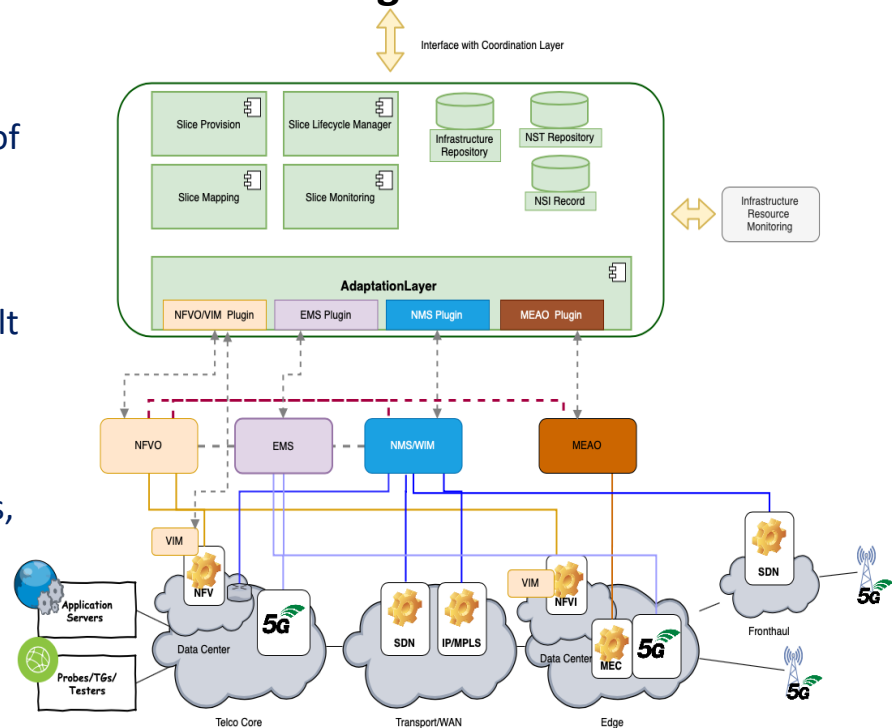 g
Interface with Coordination Layer
of
Slice Provision
Slice Lifecycle Manager
Infrastructure
Repository
NST Repository
Slice Mapping
Slice Monitoring
NSI Record
Infrastructure
Resource
Monitoring
AdaptationLayer
lt
NFVO/VIM Plugin
EMS Plugin
NMS Plugin
MEAO Plugin
NFVO
EMS
NMS/WIM
MEAO
s,
VIM
NFV
VIM
NFVI
SDN
Application
Servers
5G
SDN
IP/MPLS
MEC
5G
5G
Fronthaul
Data Center
Data Center
Probes/TGs/
Testers
5G
Telco Core
Transport/WAN
Edge